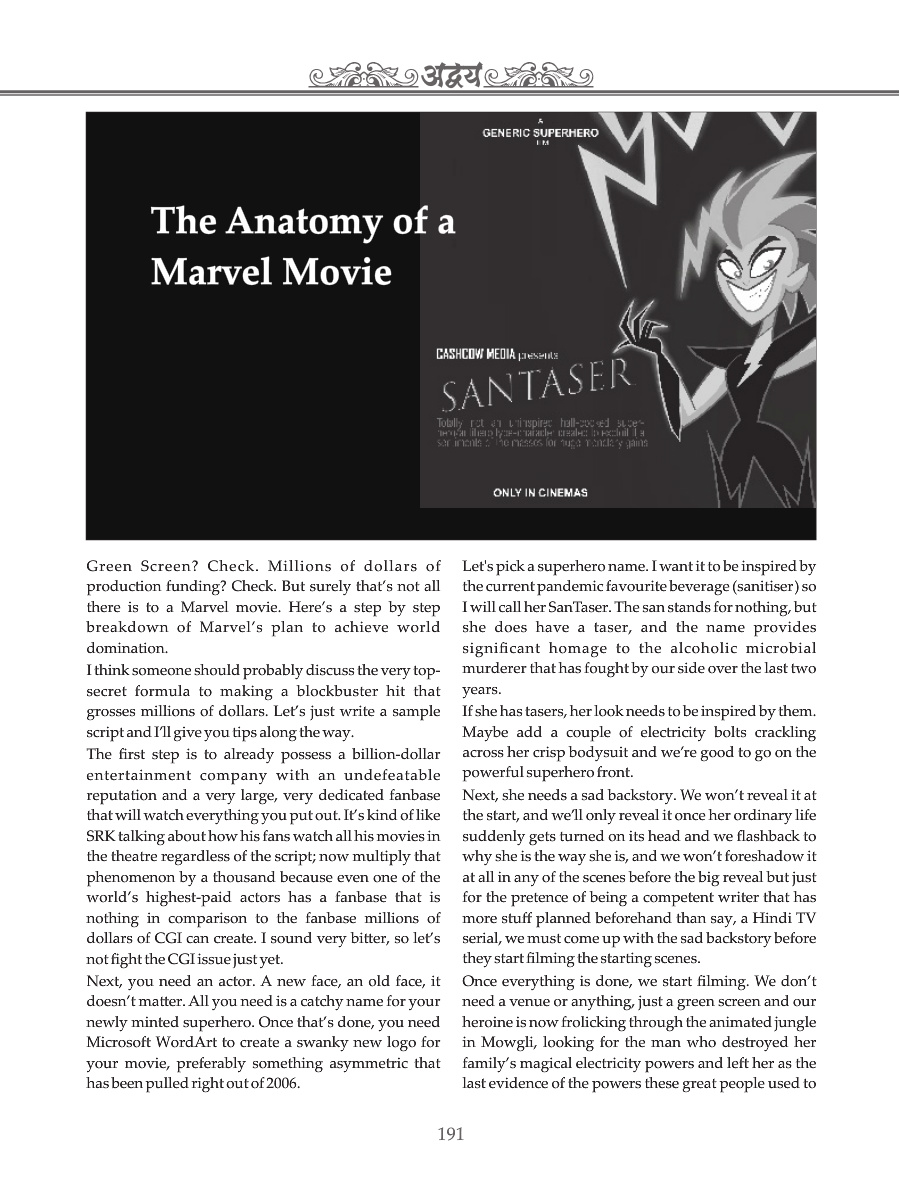 अद्वय
A
GENERIC SUPERHERO
The Anatomy of a
Marvel Movie
CASHCOW MEDIA presents
SANTASER
Totally not an uninspired half-cooked super-
hero/antihero type-character created to exploit
sentiments of the masses for huge monetary gains
ONLY IN CINEMAS
Green Screen? Check. Millions of dollars of
production funding? Check. But surely that’s not all
there is to a Marvel movie. Here’s a step by step
breakdown of Marvel’s plan to achieve world
domination.
I think someone should probably discuss the very top-
secret formula to making a blockbuster hit that
grosses millions of dollars. Let’s just write a sample
script and I’ll give you tips along the way.
The first step is to already possess a billion-dollar
entertainment company with an undefeatable
reputation and a very large, very dedicated fanbase
that will watch everything you put out. It’s kind of like
SRK talking about how his fans watch all his movies in
the theatre regardless of the script; now multiply that
phenomenon by a thousand because even one of the
world’s highest-paid actors has a fanbase that is
nothing in comparison to the fanbase millions of
dollars of CGI can create. I sound very bitter, so let’s
not fight the CGI issue just yet.
Next, you need an actor. A new face, an old face, it
doesn’t matter. All you need is a catchy name for your
newly minted superhero. Once that’s done, you need
Microsoft WordArt to create a swanky new logo for
your movie, preferably something asymmetric that
has been pulled right out of 2006.
Let's pick a superhero name. I want it to be inspired by
the current pandemic favourite beverage (sanitiser) so
I will call her SanTaser. The san stands for nothing, but
she does have a taser, and the name provides
significant homage to the alcoholic microbial
murderer that has fought by our side over the last two
years.
If she has tasers, her look needs to be inspired by them.
Maybe add a couple of electricity bolts crackling
across her crisp bodysuit and we’re good to go on the
powerful superhero front.
Next, she needs a sad backstory. We won’t reveal it at
the start, and we’ll only reveal it once her ordinary life
suddenly gets turned on its head and we flashback to
why she is the way she is, and we won’t foreshadow it
at all in any of the scenes before the big reveal but just
for the pretence of being a competent writer that has
more stuff planned beforehand than say, a Hindi TV
serial, we must come up with the sad backstory before
they start filming the starting scenes.
Once everything is done, we start filming. We don’t
need a venue or anything, just a green screen and our
heroine is now frolicking through the animated jungle
in Mowgli, looking for the man who destroyed her
family’s magical electricity powers and left her as the
last evidence of the powers these great people used to
191